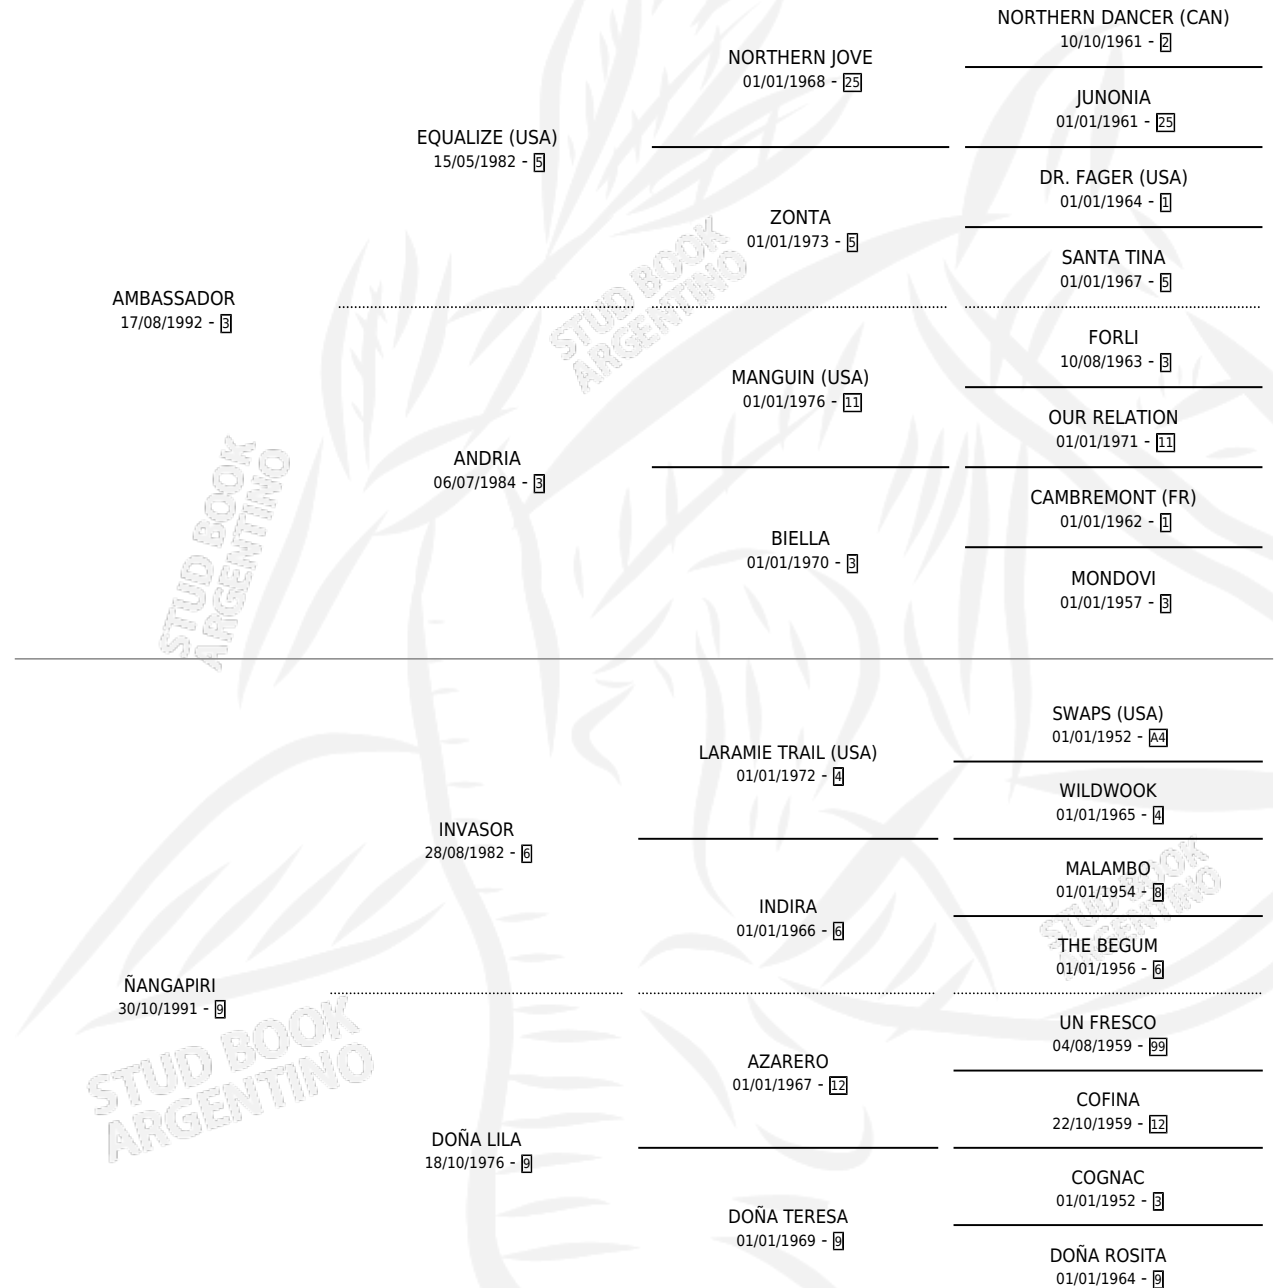 NORTHERN DANCER (CAN)
10/10/1961 - 2
NORTHERN JOVE
01/01/1968 - 25
JUNONIA
01/01/1961 - 25
EQUALIZE (USA)
15/05/1982 - 5
DR. FAGER (USA)
01/01/1964 - 1
ZONTA
01/01/1973 - 5
SANTA TINA
01/01/1967 - 5
AMBASSADOR
17/08/1992 - 3
FORLI
10/08/1963 - 3
MANGUIN (USA)
01/01/1976 - 11
OUR RELATION
01/01/1971 - 11
ANDRIA
06/07/1984 - 3
CAMBREMONT (FR)
01/01/1962 - 1
BIELLA
01/01/1970 - 3
MONDOVI
01/01/1957 - 3
SWAPS (USA)
01/01/1952 - A4
LARAMIE TRAIL (USA)
01/01/1972 - 4
WILDWOOK
01/01/1965 - 4
INVASOR
28/08/1982 - 6
MALAMBO
01/01/1954 - 8
INDIRA
01/01/1966 - 6
THE BEGUM
01/01/1956 - 6
ÑANGAPIRI
30/10/1991 - 9
UN FRESCO
04/08/1959 - 99
AZARERO
01/01/1967 - 12
COFINA
22/10/1959 - 12
DOÑA LILA
18/10/1976 - 9
COGNAC
01/01/1952 - 3
DOÑA TERESA
01/01/1969 - 9
DOÑA ROSITA
01/01/1964 - 9
STUD BOOK
ARGENTINO
STUD BOOK
ARGENTINO
STUD BOOK
ARGENTINO
STUD BOOK
ARGENTINO